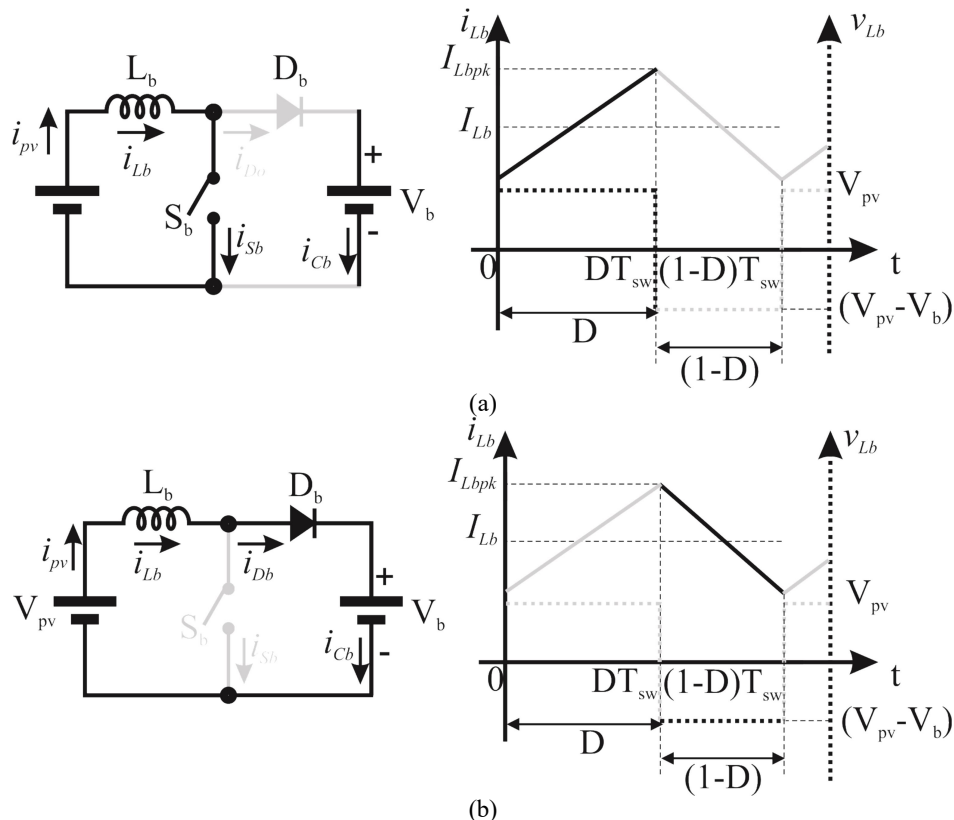 i_Lb v_Lb
L_b D_b I_Lbpk
i_pv i_Lb i_Do + I_Lb
S_b V_b V_pv
i_Sb i_Cb -
0 DT_sw (1-D)T_sw t
D (V_pv-V_b)
(1-D)
(a)
i_Lb v_Lb
L_b D_b I_Lbpk
i_pv i_Lb i_Db I_Lb
V_pv + V_b V_pv
S_b
i_Sb i_Cb -
0 DT_sw (1-D)T_sw t
D (V_pv-V_b)
(1-D)
(b)